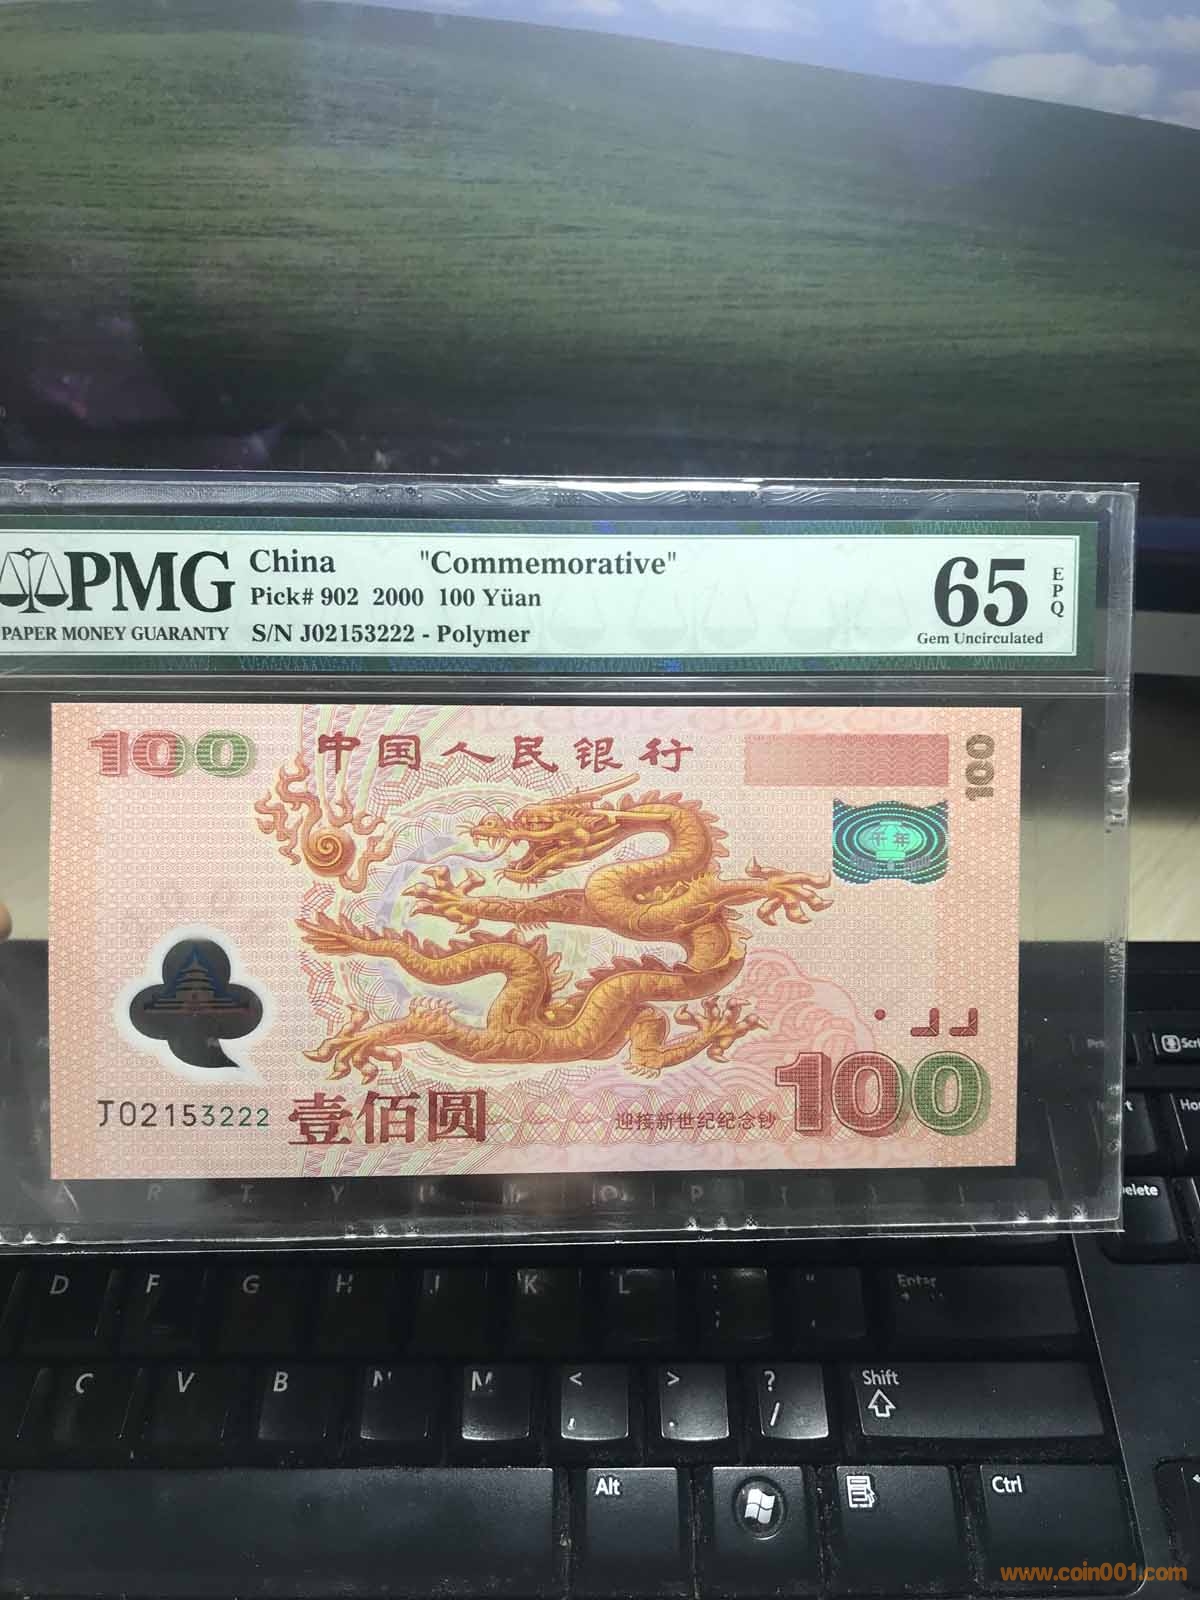 PMG
PAPER MONEY GUARANTY
China "Commemorative"
Pick# 902 2000 100 Yüan
S/N J02153222 - Polymer
65
EPQ
Gem Uncirculated
100
中国人民银行
100
千年
J02153222
壹佰圆
迎接新世纪纪念钞
100
R T Y P
Delete
D F G H J K L : ; " Enter
C V B N M < , > . ? / Shift
Alt
Ctrl
www.coin001.com